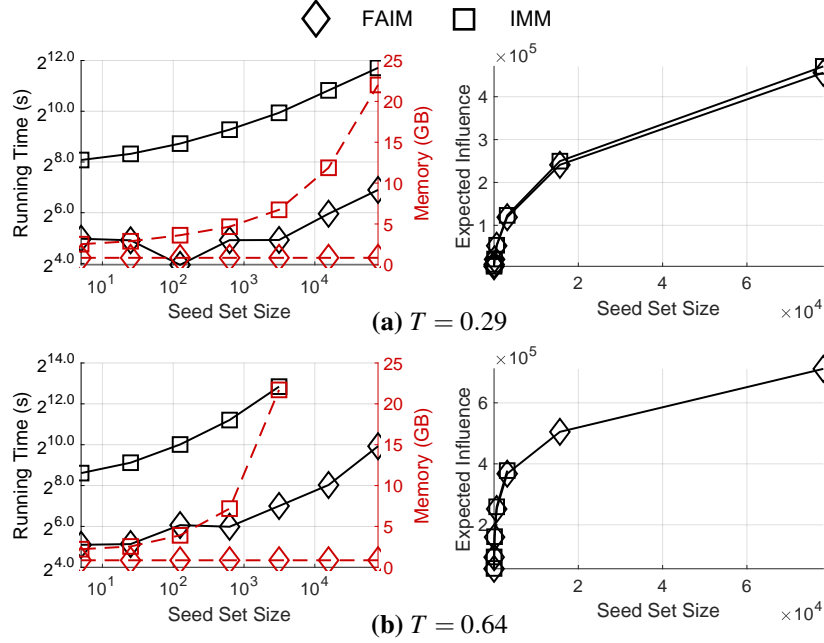 FAIM IMM
2^12.0
2^10.0
2^8.0
2^6.0
2^4.0
Running Time (s)
25
20
15
10
5
0
Memory (GB)
10^1 10^2 10^3 10^4
Seed Set Size
×10^5
4
3
2
1
Expected Influence
2 4 6
×10^4
Seed Set Size
(a) T = 0.29
2^14.0
2^12.0
2^10.0
2^8.0
2^6.0
2^4.0
Running Time (s)
25
20
15
10
5
0
Memory (GB)
10^1 10^2 10^3 10^4
Seed Set Size
×10^5
6
4
2
Expected Influence
2 4 6
×10^4
Seed Set Size
(b) T = 0.64